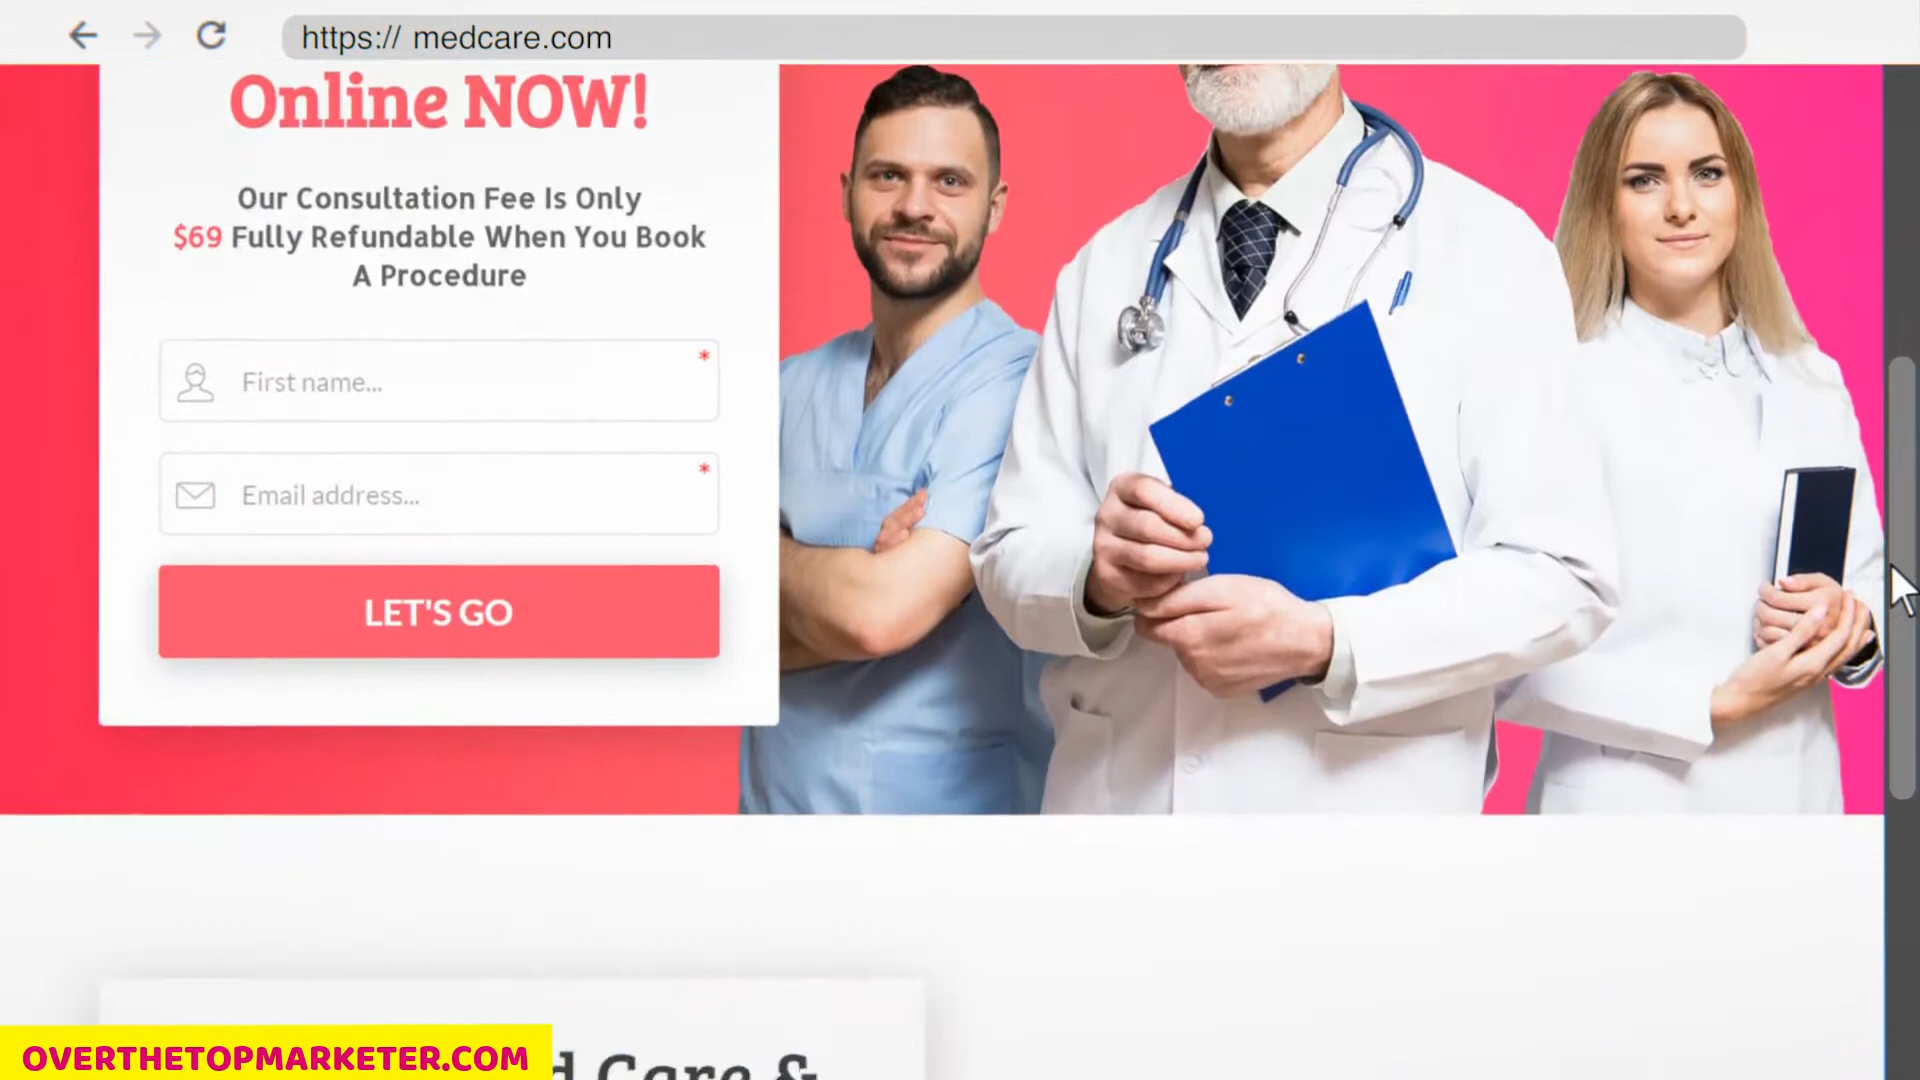 https:// medcare.com
Online NOW!
Our Consultation Fee Is Only
$69 Fully Refundable When You Book
A Procedure
First name...
*
Email address...
*
LET'S GO
Care &
OVERTHETOPMARKETER.COM